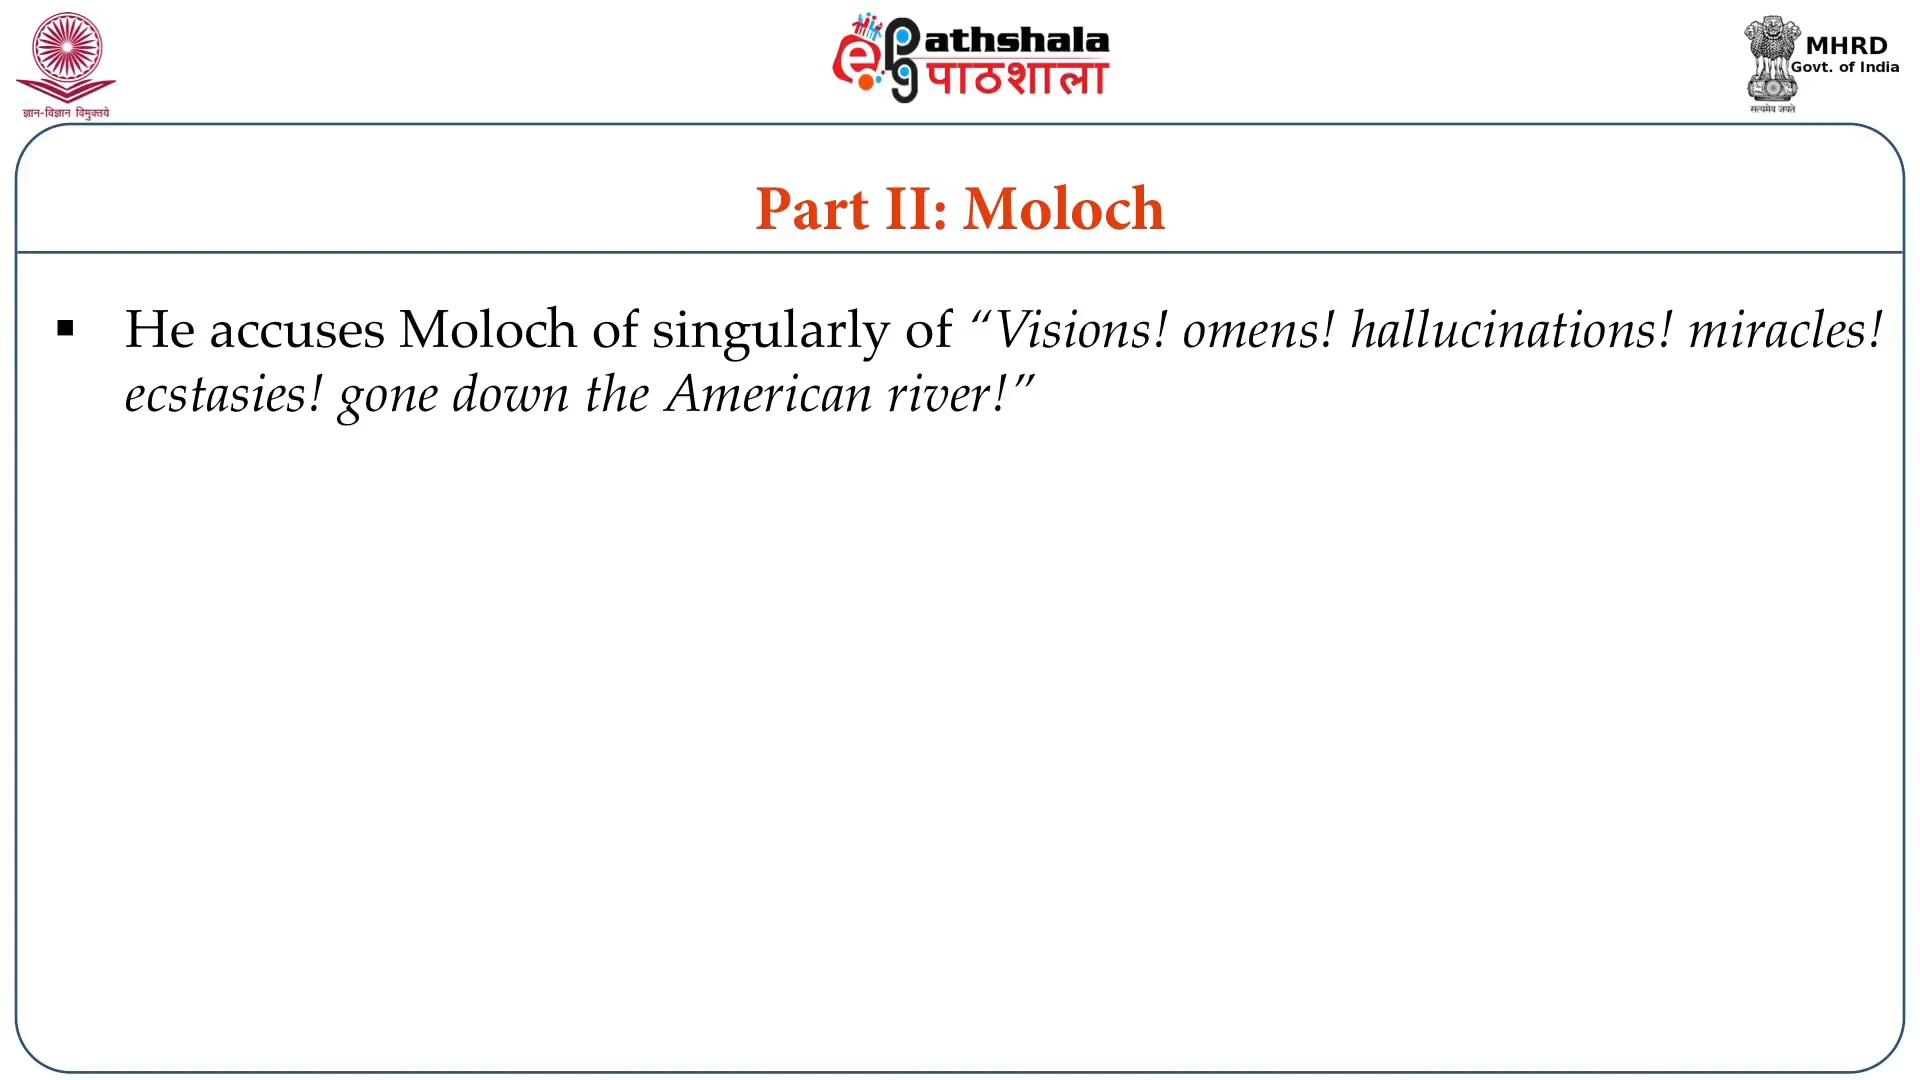 ज्ञान-विज्ञान विमुक्तये
e Pathshala
पाठशाला
MHRD
Govt. of India
सत्यमेव जयते
Part II: Moloch
▪ He accuses Moloch of singularly of “Visions! omens! hallucinations! miracles!
ecstasies! gone down the American river!”